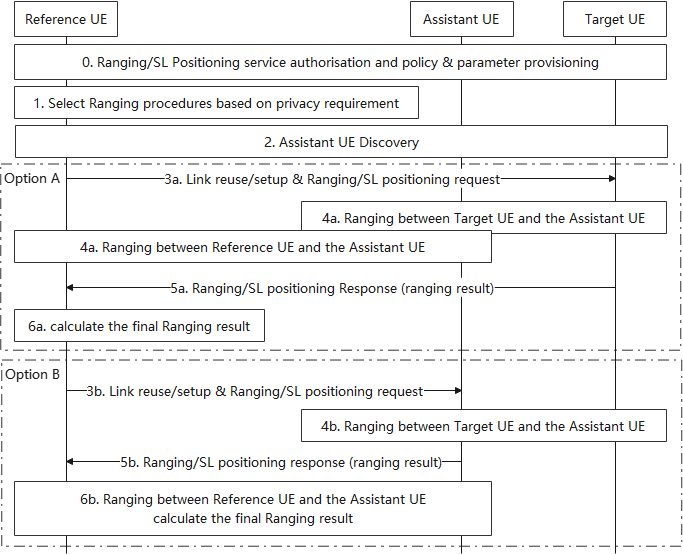 Reference UE
Assistant UE
Target UE
0. Ranging/SL Positioning service authorisation and policy & parameter provisioning
1. Select Ranging procedures based on privacy requirement
2. Assistant UE Discovery
Option A
3a. Link reuse/setup & Ranging/SL positioning request
4a. Ranging between Target UE and the Assistant UE
4a. Ranging between Reference UE and the Assistant UE
5a. Ranging/SL positioning Response (ranging result)
6a. calculate the final Ranging result
Option B
3b. Link reuse/setup & Ranging/SL positioning request
4b. Ranging between Target UE and the Assistant UE
5b. Ranging/SL positioning response (ranging result)
6b. Ranging between Reference UE and the Assistant UE
calculate the final Ranging result